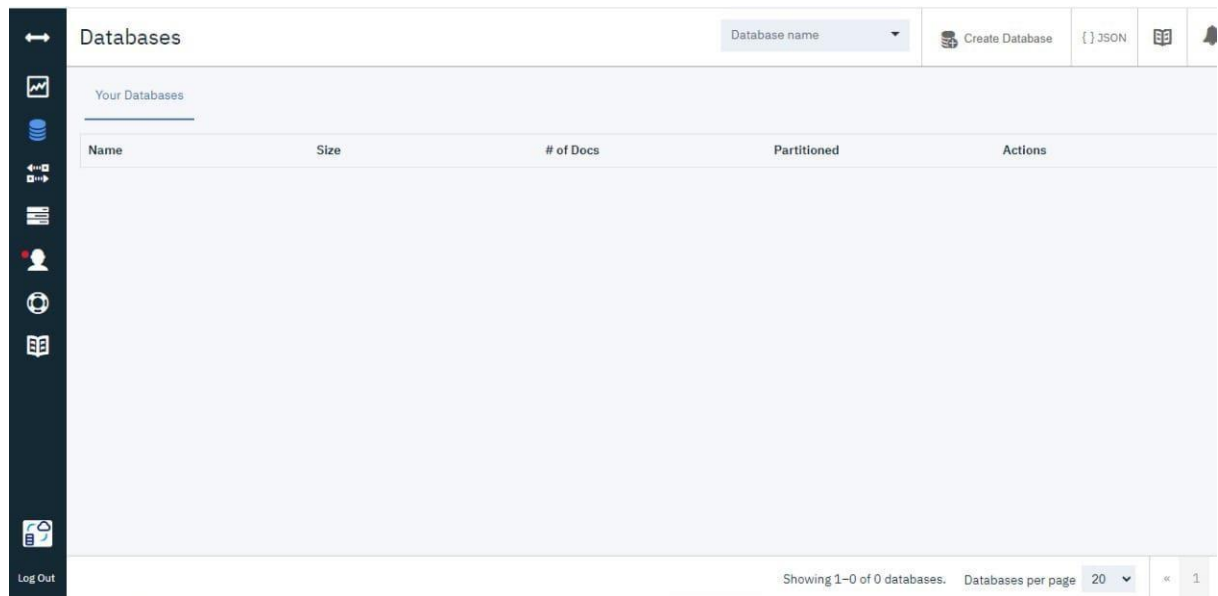 Databases
Database name
Create Database
{ } JSON
Your Databases
Name Size # of Docs Partitioned Actions
Log Out
Showing 1–0 of 0 databases. Databases per page 20 « 1